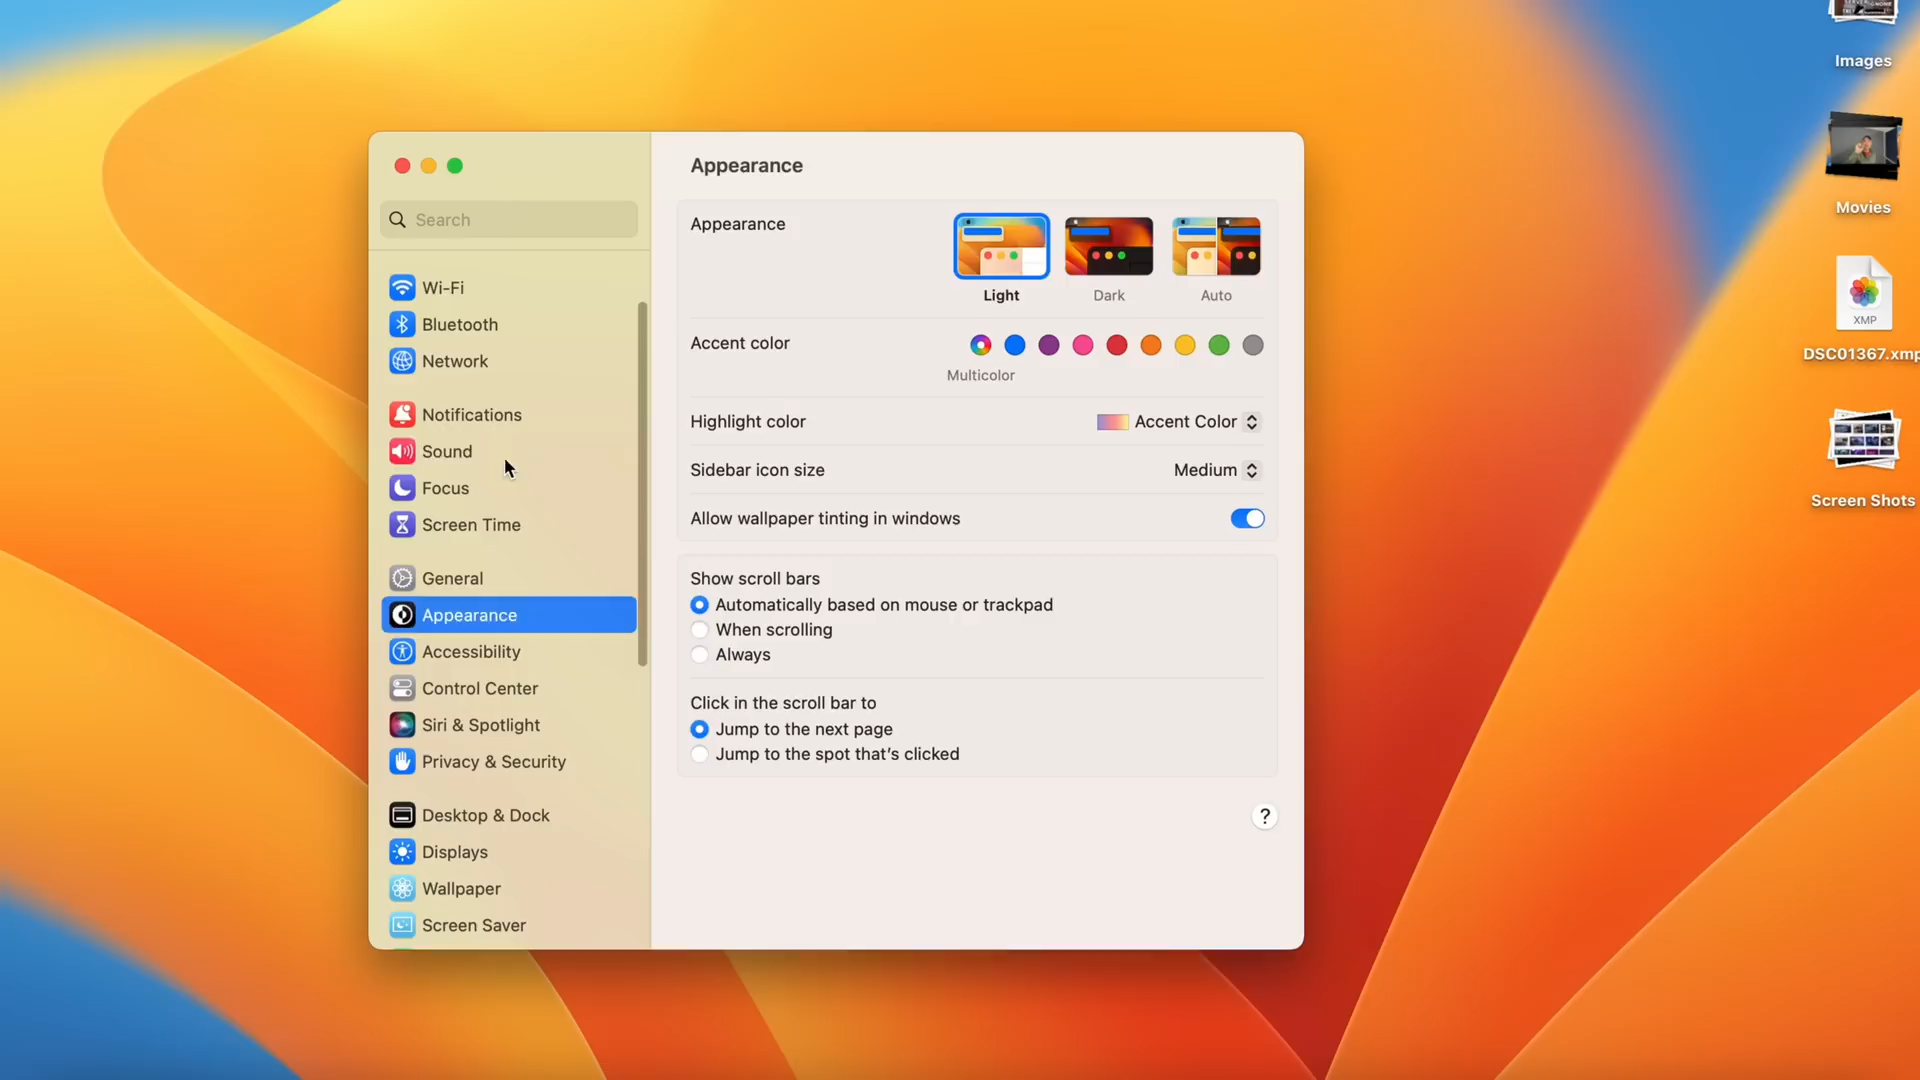 Images
Movies
XMP
DSC01367.xmp
Screen Shots
Search
Wi-Fi
Bluetooth
Network
Notifications
Sound
Focus
Screen Time
General
Appearance
Accessibility
Control Center
Siri & Spotlight
Privacy & Security
Desktop & Dock
Displays
Wallpaper
Screen Saver
Appearance
Appearance
Light
Dark
Auto
Accent color
Multicolor
Highlight color
Accent Color
Sidebar icon size
Medium
Allow wallpaper tinting in windows
Show scroll bars
Automatically based on mouse or trackpad
When scrolling
Always
Click in the scroll bar to
Jump to the next page
Jump to the spot that’s clicked
?